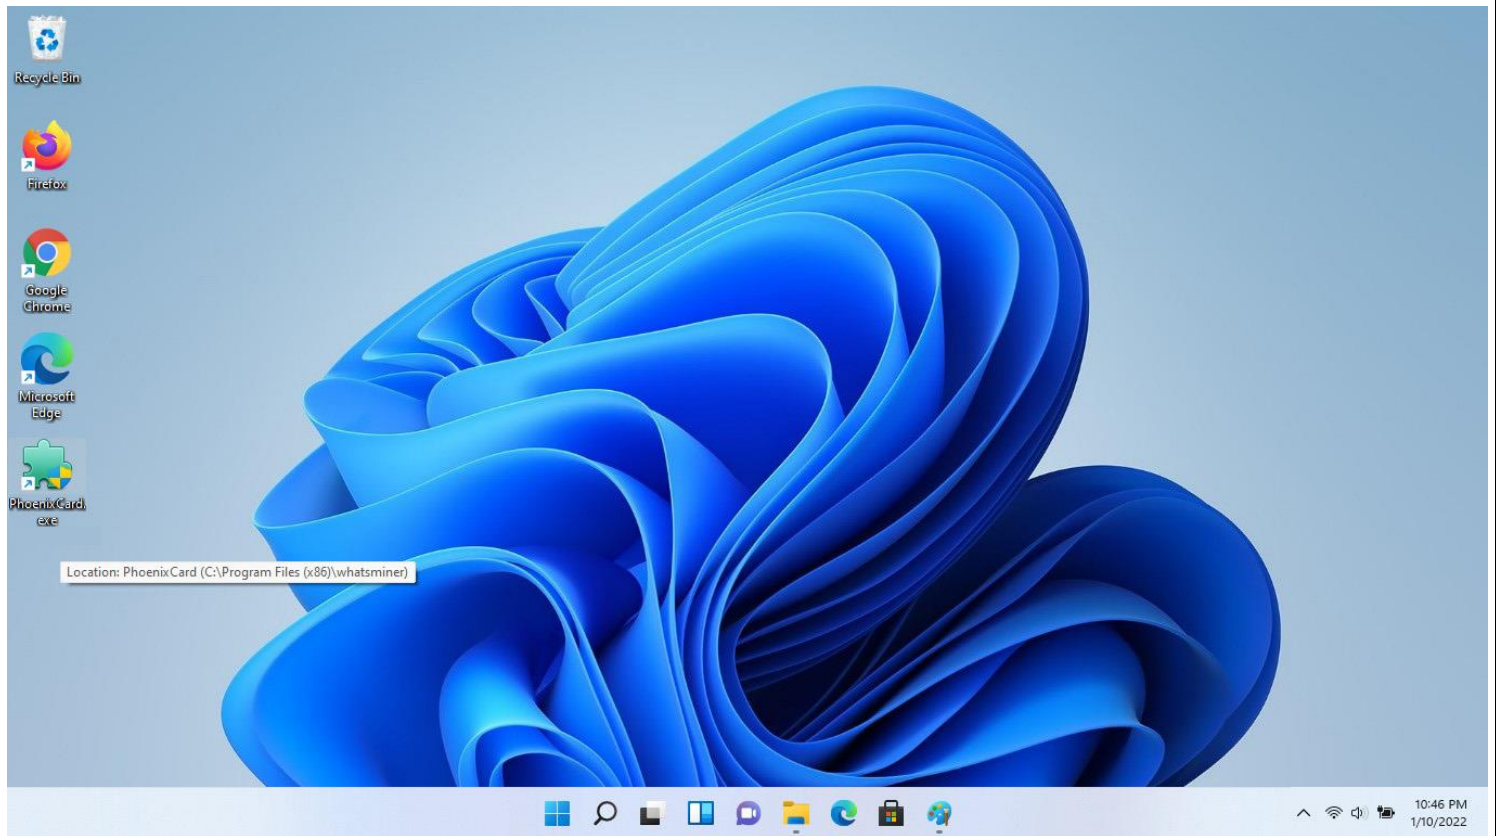 Recycle Bin
Firefox
Google
Chrome
Microsoft
Edge
PhoenixCard.
exe
Location: PhoenixCard (C:\Program Files (x86)\whatsminer)
10:46 PM
1/10/2022